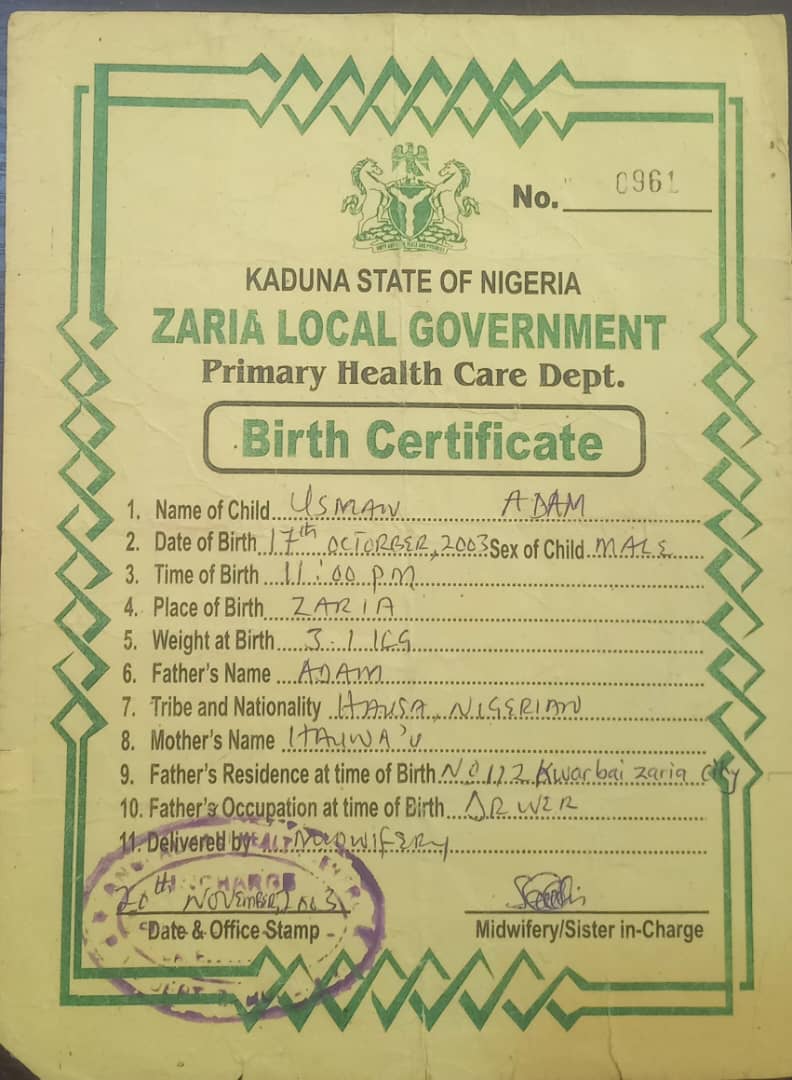 No. 0961
KADUNA STATE OF NIGERIA
ZARIA LOCAL GOVERNMENT
Primary Health Care Dept.
Birth Certificate
1. Name of Child USMAN ADAM
2. Date of Birth 17th OCTORBER, 2003 Sex of Child MALE
3. Time of Birth 11:00 PM
4. Place of Birth ZARIA
5. Weight at Birth 3.1 KG
6. Father's Name ADAM
7. Tribe and Nationality HAUSA, NIGERIAN
8. Mother's Name HAUWA'U
9. Father's Residence at time of Birth NO 112 Kwarbai zaria city
10. Father's Occupation at time of Birth
11. Delivered by MIDWIFERY
IN CHARGE
20th NOVEMBER, 2003
Date & Office Stamp
Midwifery/Sister in-Charge